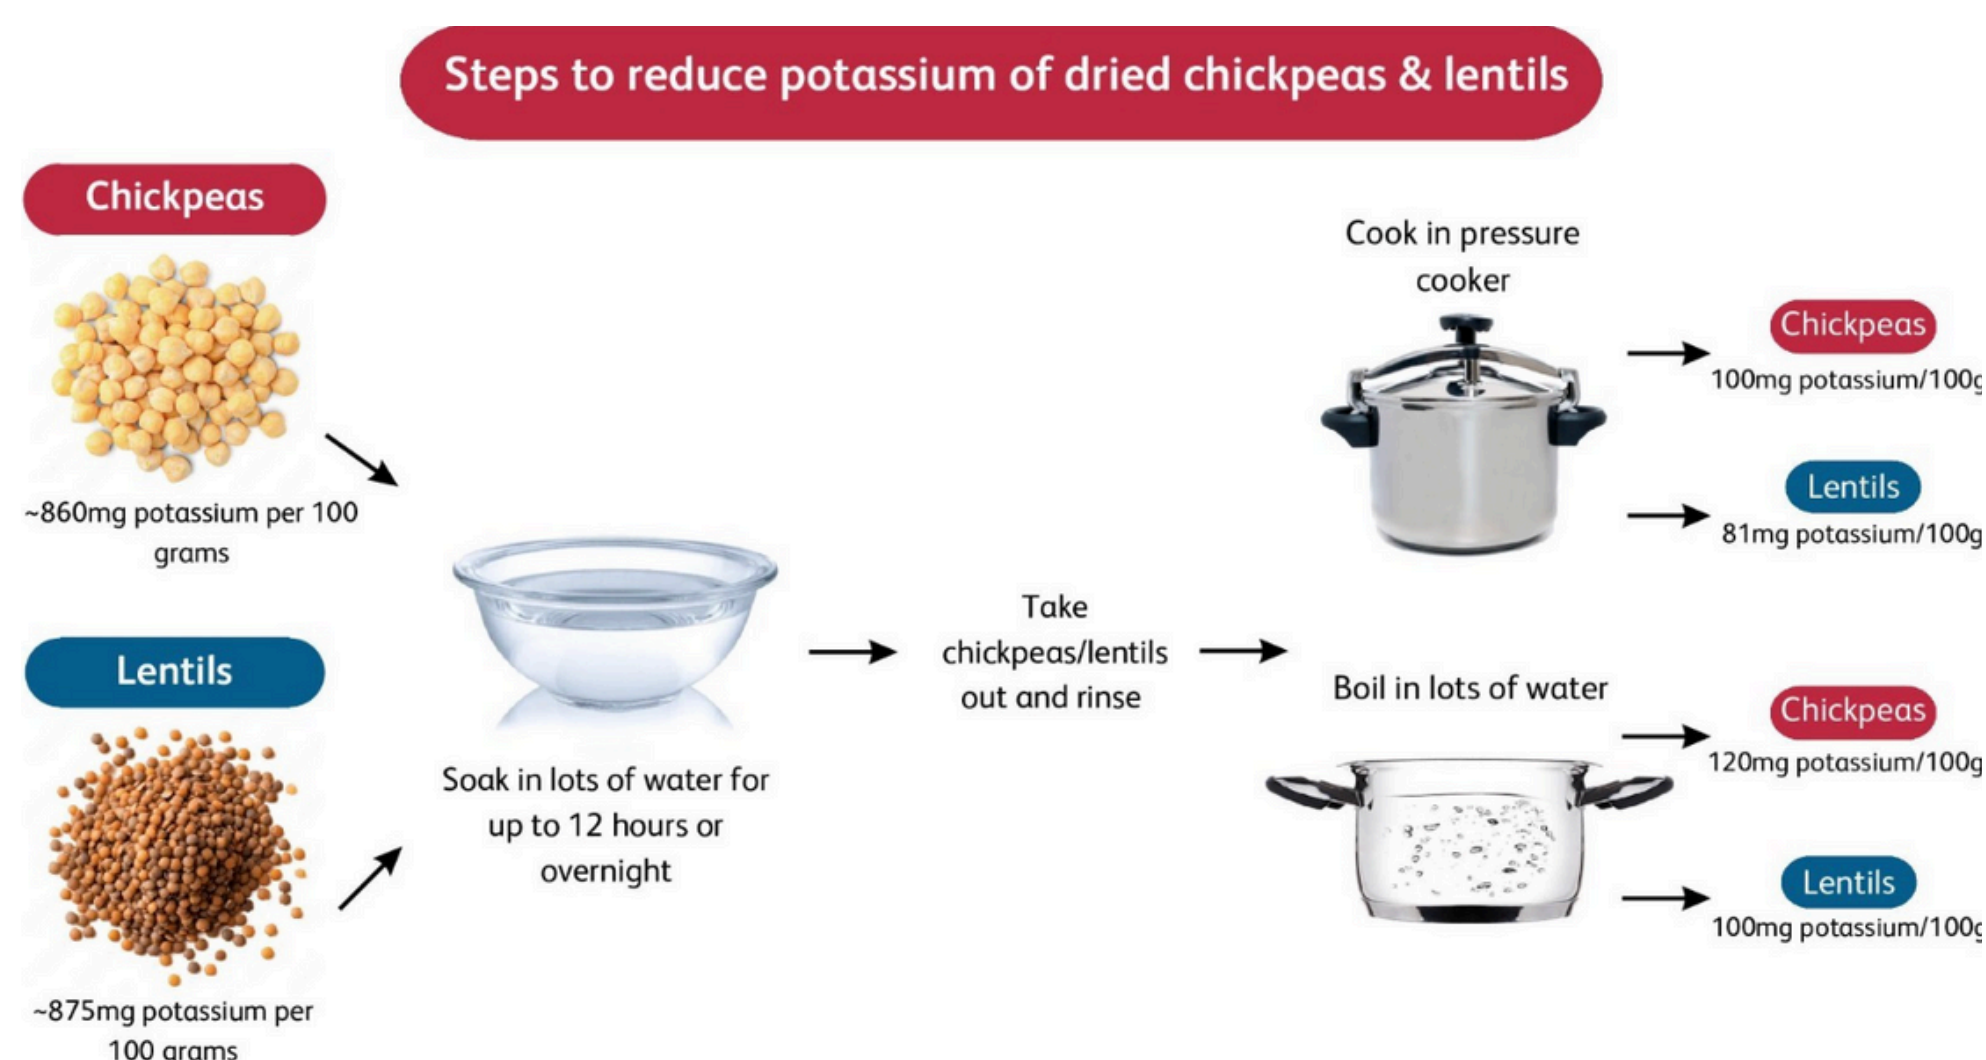 Steps to reduce potassium of dried chickpeas & lentils
Chickpeas
~860mg potassium per 100
grams
Lentils
~875mg potassium per
100 grams
Soak in lots of water for
up to 12 hours or
overnight
Take
chickpeas/lentils
out and rinse
Cook in pressure
cooker
Chickpeas
100mg potassium/100g
Lentils
81mg potassium/100g
Boil in lots of water
Chickpeas
120mg potassium/100g
Lentils
100mg potassium/100g